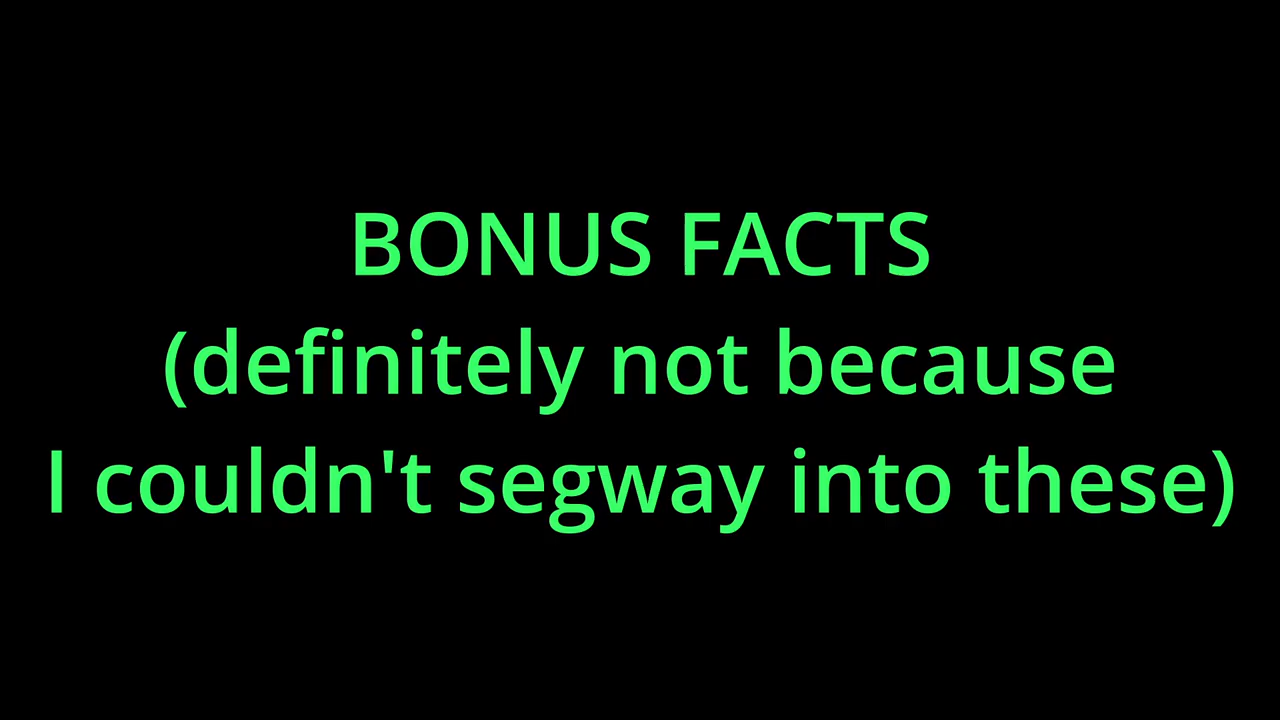 BONUS FACTS
(definitely not because
I couldn't segway into these)